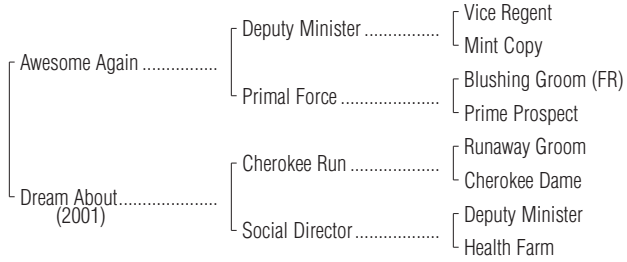 Vice Regent
Deputy Minister ..................
Mint Copy
Awesome Again ................
Blushing Groom (FR)
Primal Force .......................
Prime Prospect
Runaway Groom
Cherokee Run .....................
Cherokee Dame
Dream About.....................
(2001)
Deputy Minister
Social Director....................
Health Farm